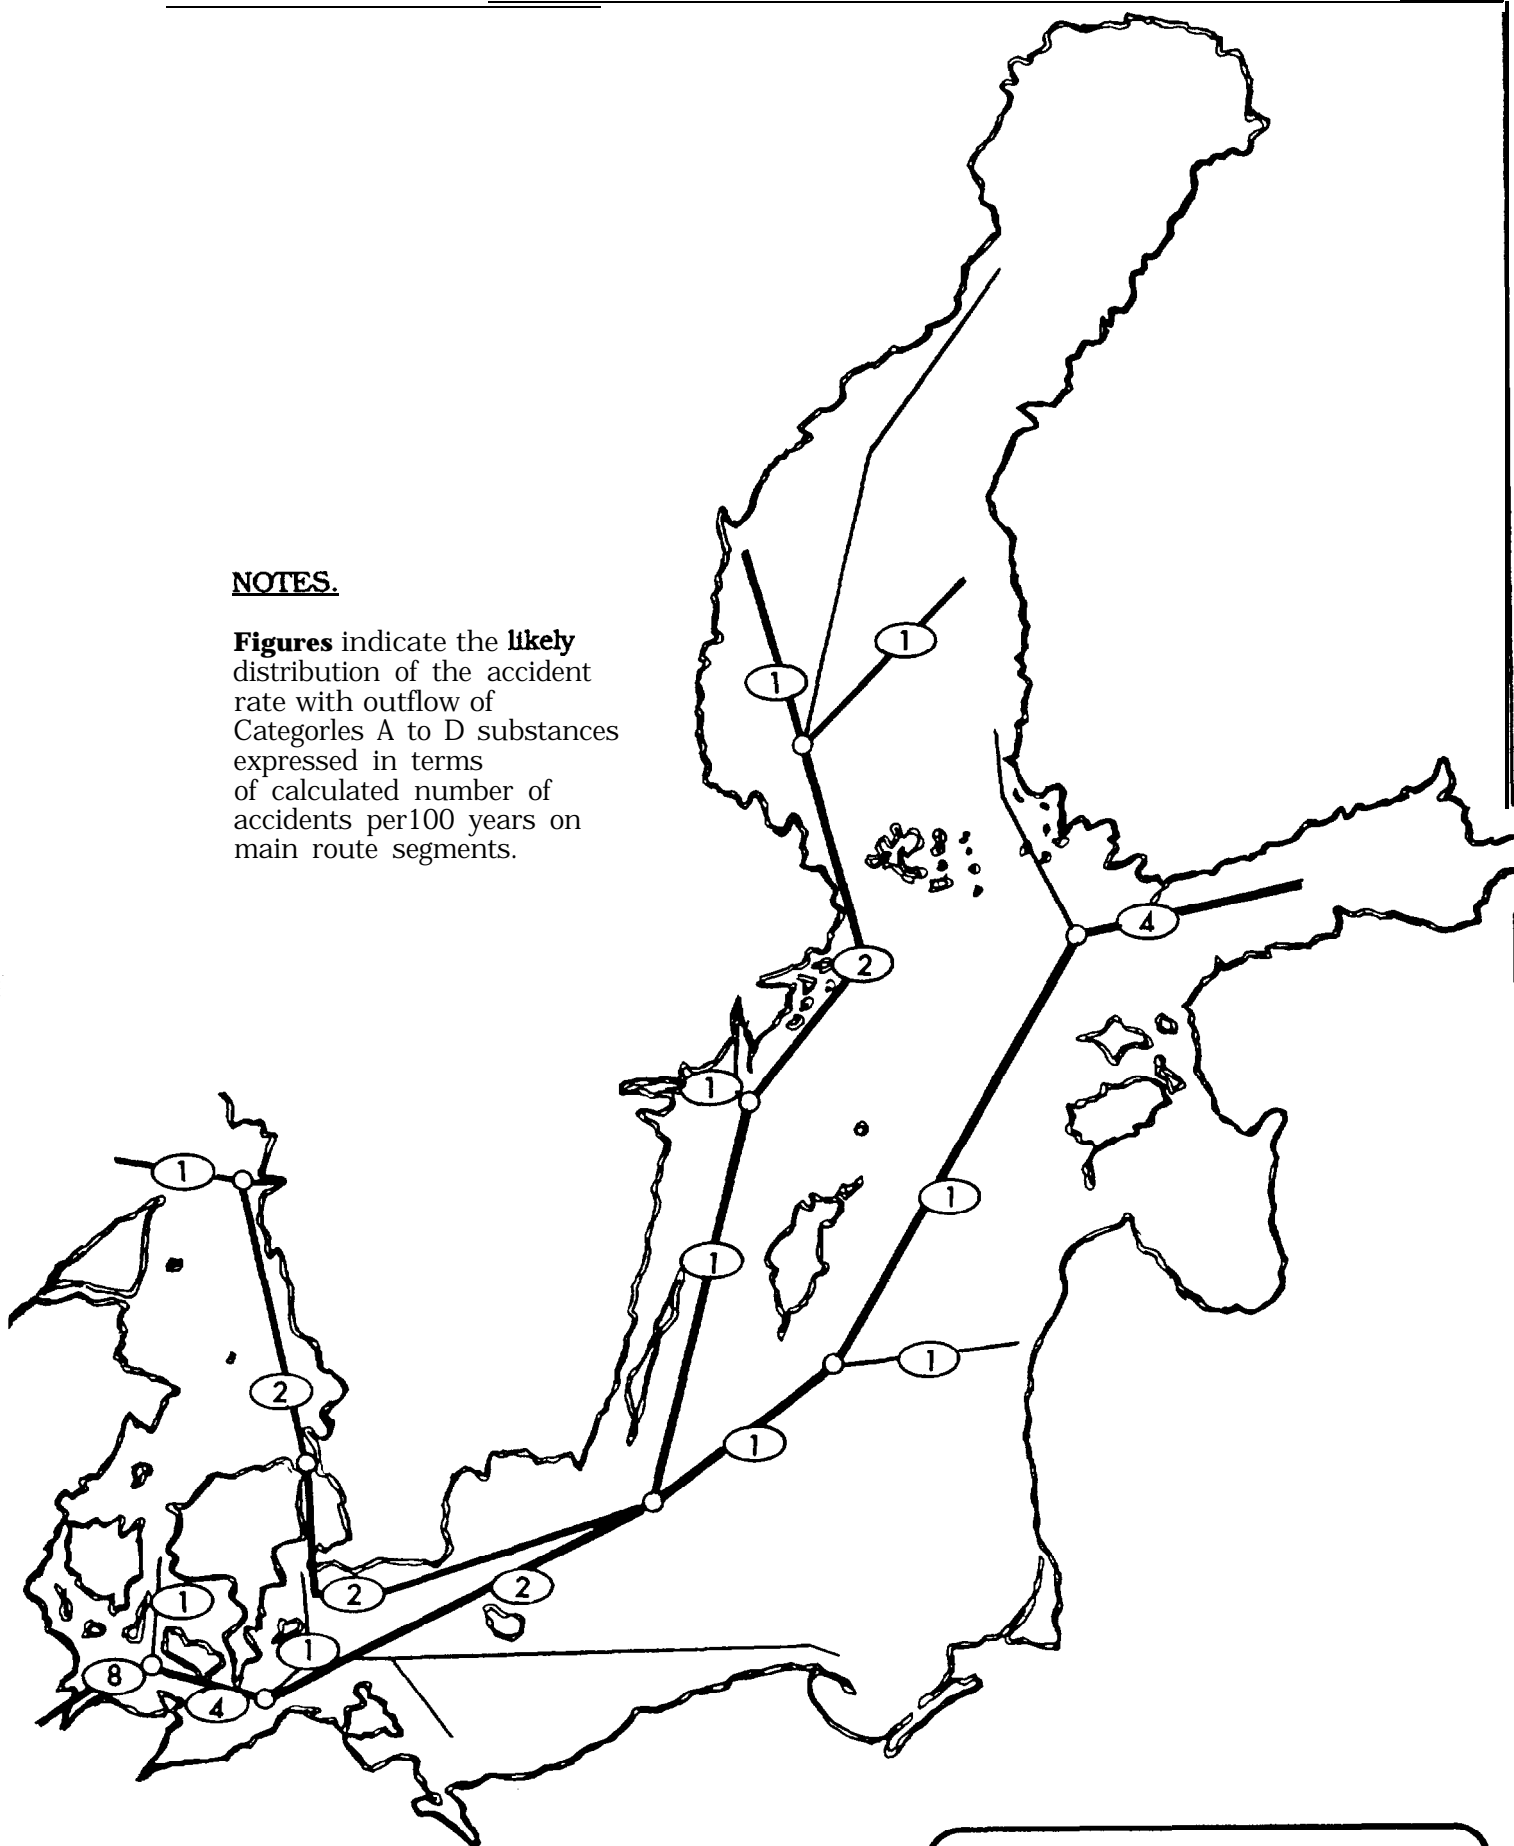 NOTES.
Figures indicate the likely
distribution of the accident
rate with outflow of
Categorles A to D substances
expressed in terms
of calculated number of
accidents per100 years on
main route segments.
1
1
4
2
1
1
1
1
2
1
1
2
2
1
1
8
4